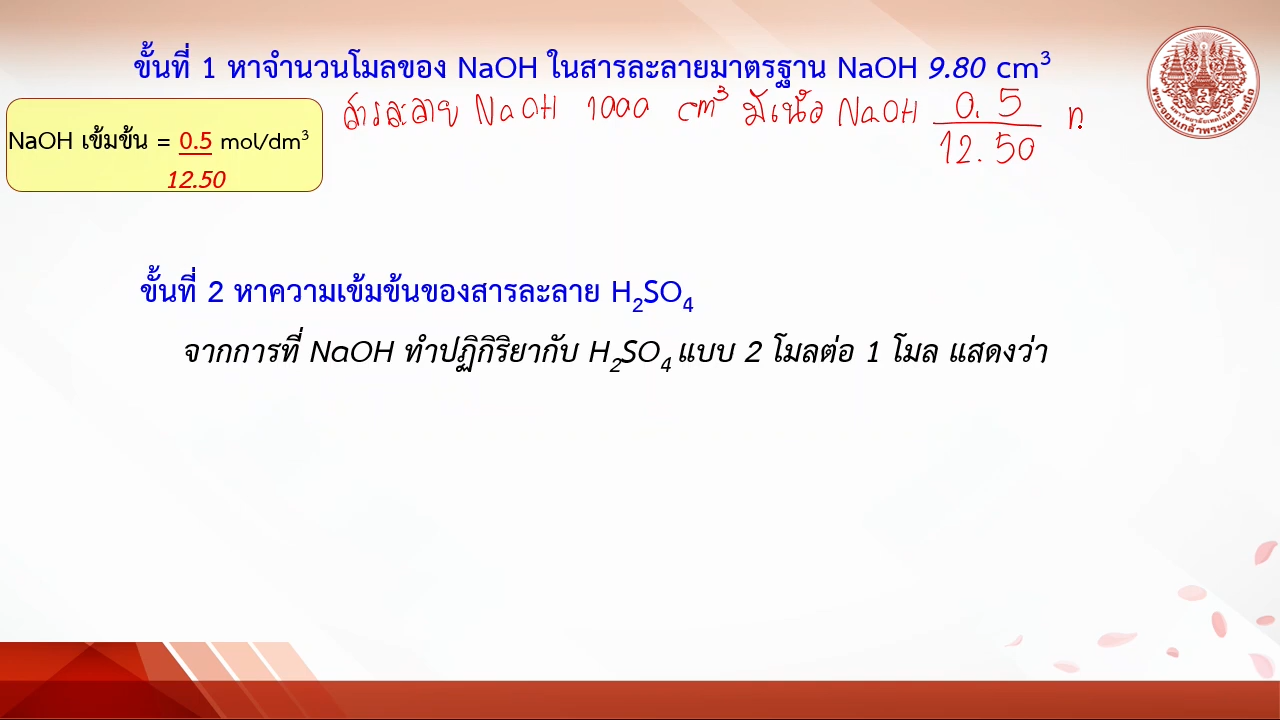 ขั้นที่ 1 หาจำนวนโมลของ NaOH ในสารละลายมาตรฐาน NaOH 9.80 cm³
สารละลาย NaOH 1000 cm³ มีเนื้อ NaOH 0.5 n
12.50
NaOH เข้มข้น = 0.5 mol/dm³
12.50
ขั้นที่ 2 หาความเข้มข้นของสารละลาย H₂SO₄
จากการที่ NaOH ทำปฏิกิริยากับ H₂SO₄ แบบ 2 โมลต่อ 1 โมล แสดงว่า